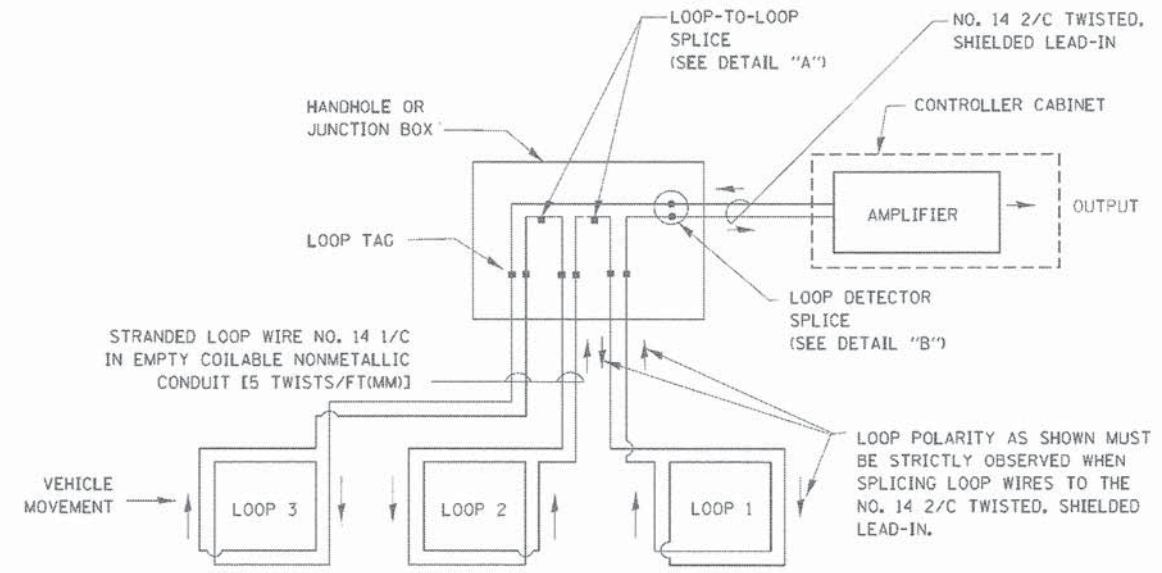 LOOP-TO-LOOP
SPLICE
(SEE DETAIL "A")
NO. 14 2/C TWISTED,
SHIELDED LEAD-IN
HANDHOLE OR
JUNCTION BOX
CONTROLLER CABINET
AMPLIFIER
OUTPUT
LOOP TAG
LOOP DETECTOR
SPLICE
(SEE DETAIL "B")
STRANDED LOOP WIRE NO. 14 1/C
IN EMPTY COILABLE NONMETALLIC
CONDUIT [5 TWISTS/FT(MM)]
LOOP POLARITY AS SHOWN MUST
BE STRICTLY OBSERVED WHEN
SPLICING LOOP WIRES TO THE
NO. 14 2/C TWISTED, SHIELDED
LEAD-IN.
VEHICLE
MOVEMENT
LOOP 3
LOOP 2
LOOP 1